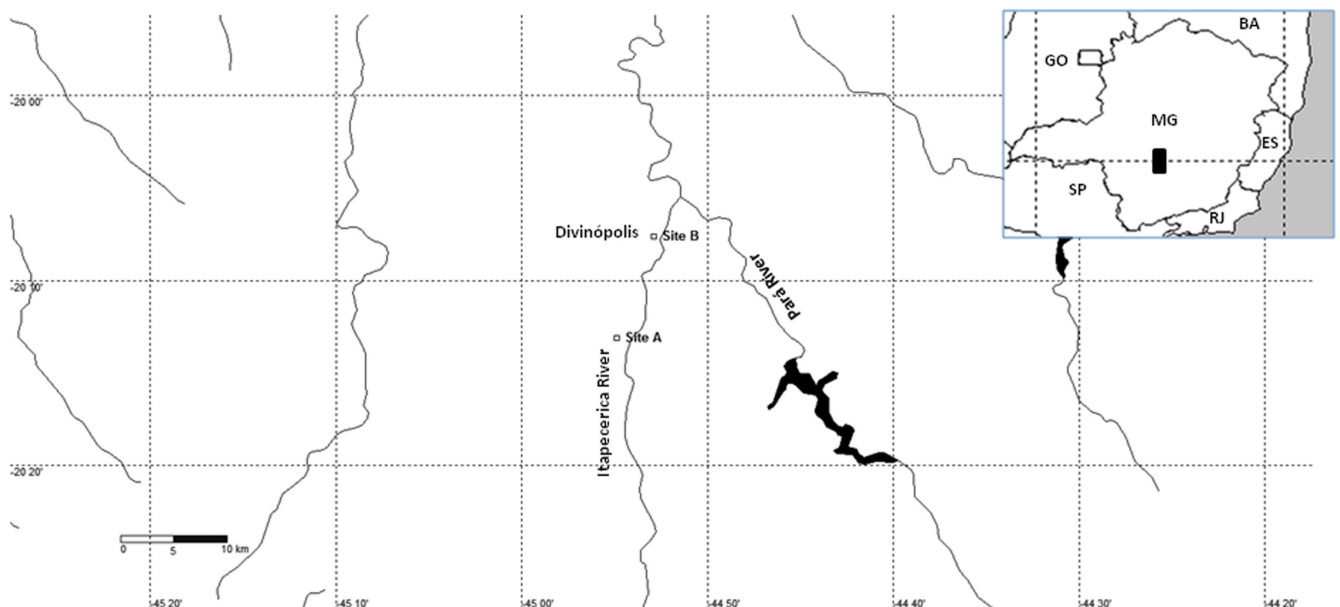 BA
GO
MG
ES
SP
RJ
-20 00'
Divinópolis
Site B
-20 10'
Pará River
Site A
Itapecerica River
-20 20'
0 5 10 km
-45 20'
-45 10'
-45 00'
-44 50'
-44 40'
-44 30'
-44 20'